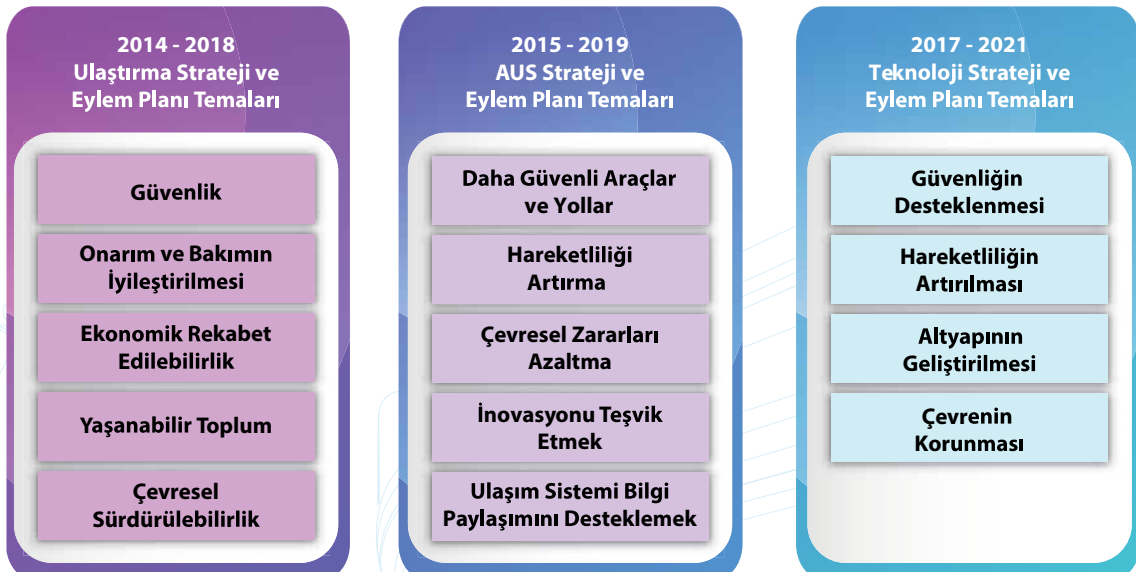 2014 - 2018
Ulaştırma Strateji ve
Eylem Planı Temaları
Güvenlik
Onarım ve Bakımın
İyileştirilmesi
Ekonomik Rekabet
Edilebilirlik
Yaşanabilir Toplum
Çevresel
Sürdürülebilirlik
2015 - 2019
AUS Strateji ve
Eylem Planı Temaları
Daha Güvenli Araçlar
ve Yollar
Hareketliliği
Artırma
Çevresel Zararları
Azaltma
İnovasyonu Teşvik
Etmek
Ulaşım Sistemi Bilgi
Paylaşımını Desteklemek
2017 - 2021
Teknoloji Strateji ve
Eylem Planı Temaları
Güvenliğin
Desteklenmesi
Hareketliliğin
Artırılması
Altyapının
Geliştirilmesi
Çevrenin
Korunması